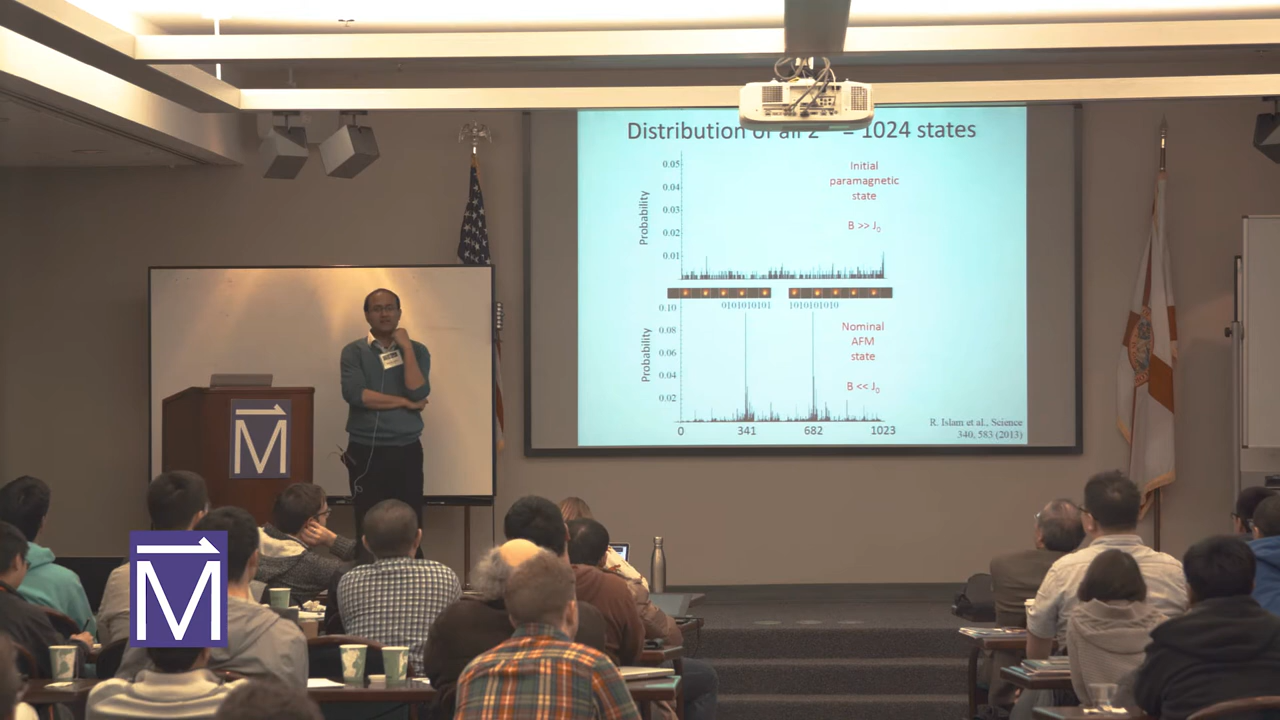 Distribution of all 2 = 1024 states
0.05
0.04
0.03
0.02
0.01
Probability
Initial
paramagnetic
state
B >> J₀
0101010101
1010101010
0.10
0.08
0.06
0.04
0.02
Probability
Nominal
AFM
state
B << J₀
0
341
682
1023
R. Islam et al., Science
340, 583 (2013)
M
M